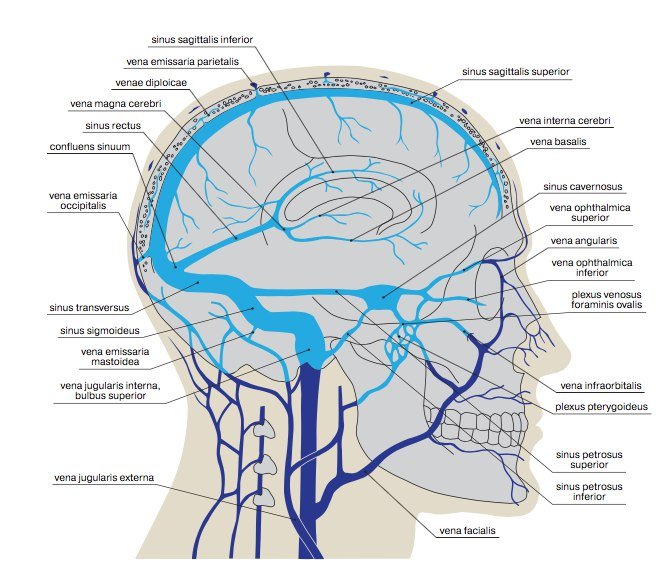 sinus sagittalis inferior
vena emissaria parietalis
venae diploicae
vena magna cerebri
sinus rectus
confluens sinuum
vena emissaria
occipitalis
sinus transversus
sinus sigmoideus
vena emissaria
mastoidea
vena jugularis interna,
bulbus superior
vena jugularis externa
sinus sagittalis superior
vena interna cerebri
vena basalis
sinus cavernosus
vena ophthalmica
superior
vena angularis
vena ophthalmica
inferior
plexus venosus
foraminis ovalis
vena infraorbitalis
plexus pterygoideus
sinus petrosus
superior
sinus petrosus
inferior
vena facialis